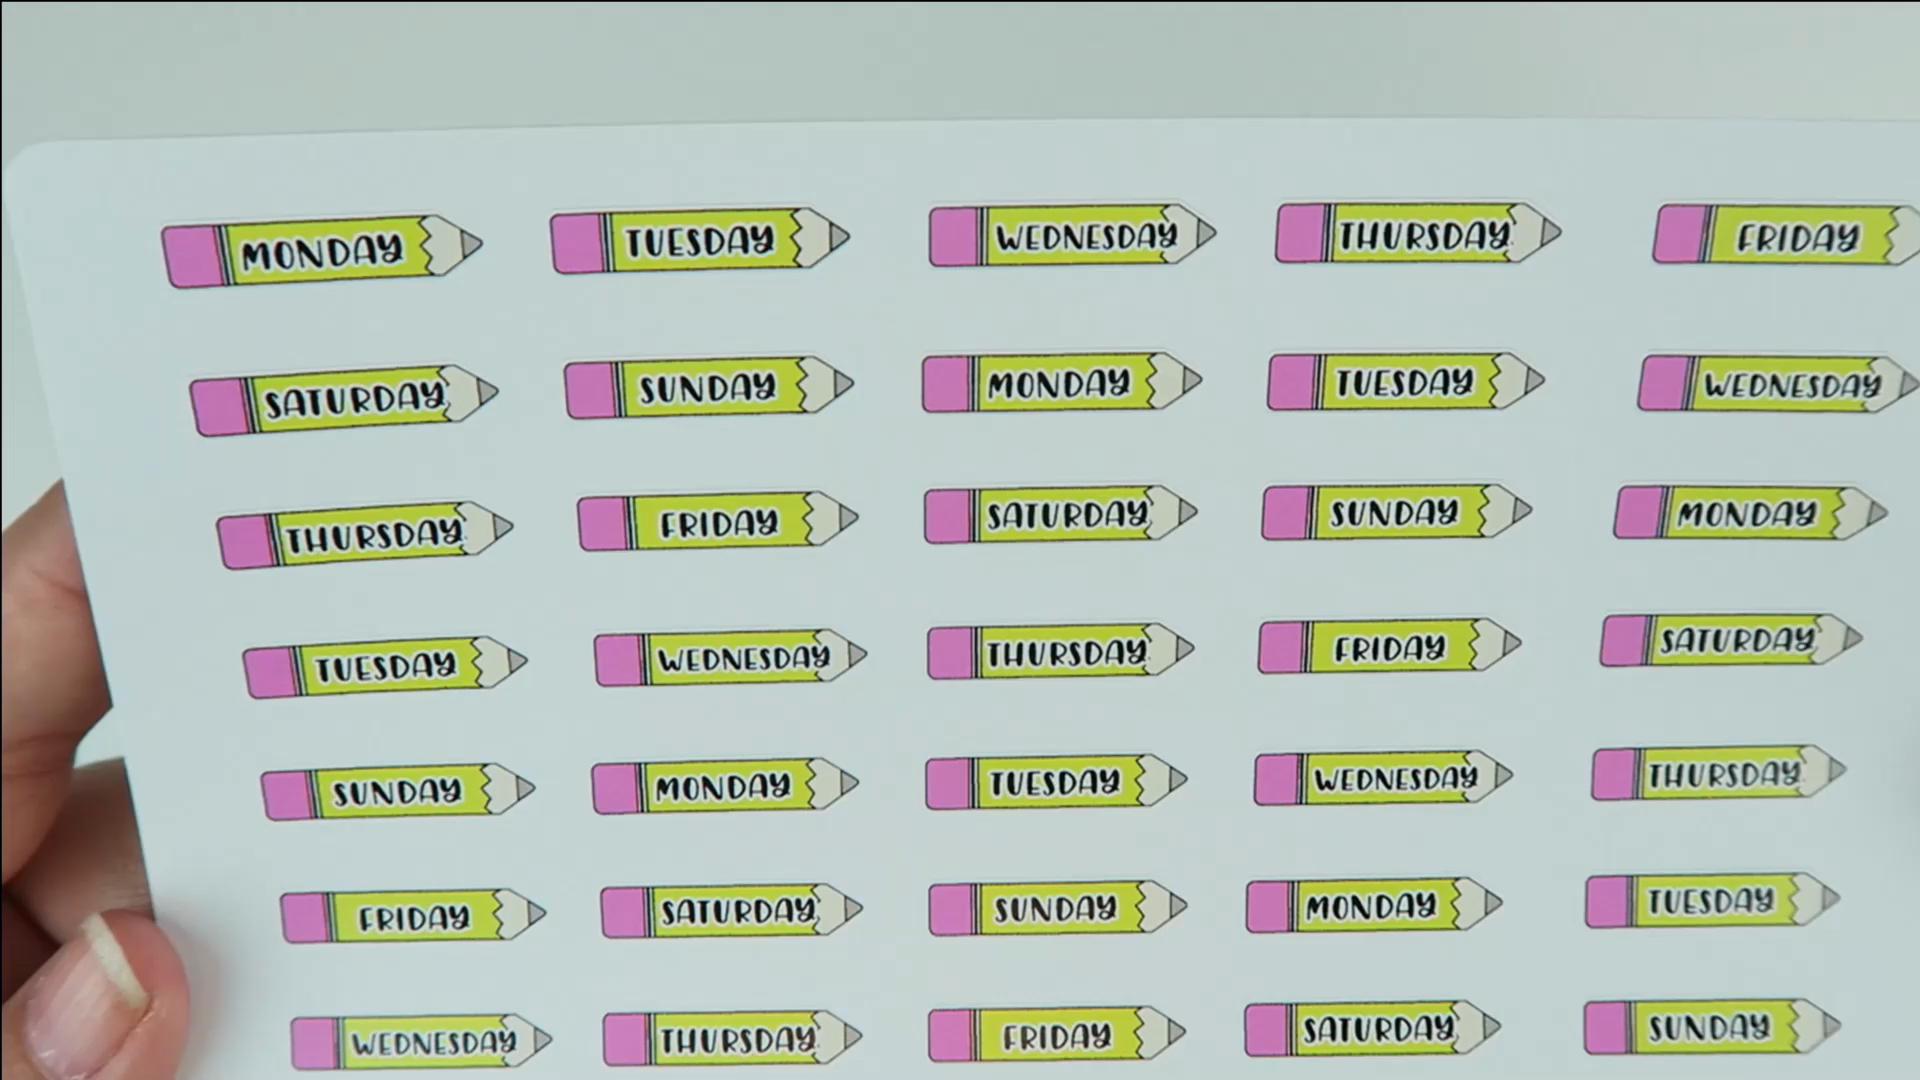 MONDAY TUESDAY WEDNESDAY THURSDAY FRIDAY
SATURDAY SUNDAY MONDAY TUESDAY WEDNESDAY
THURSDAY FRIDAY SATURDAY SUNDAY MONDAY
TUESDAY WEDNESDAY THURSDAY FRIDAY SATURDAY
SUNDAY MONDAY TUESDAY WEDNESDAY THURSDAY
FRIDAY SATURDAY SUNDAY MONDAY TUESDAY
WEDNESDAY THURSDAY FRIDAY SATURDAY SUNDAY